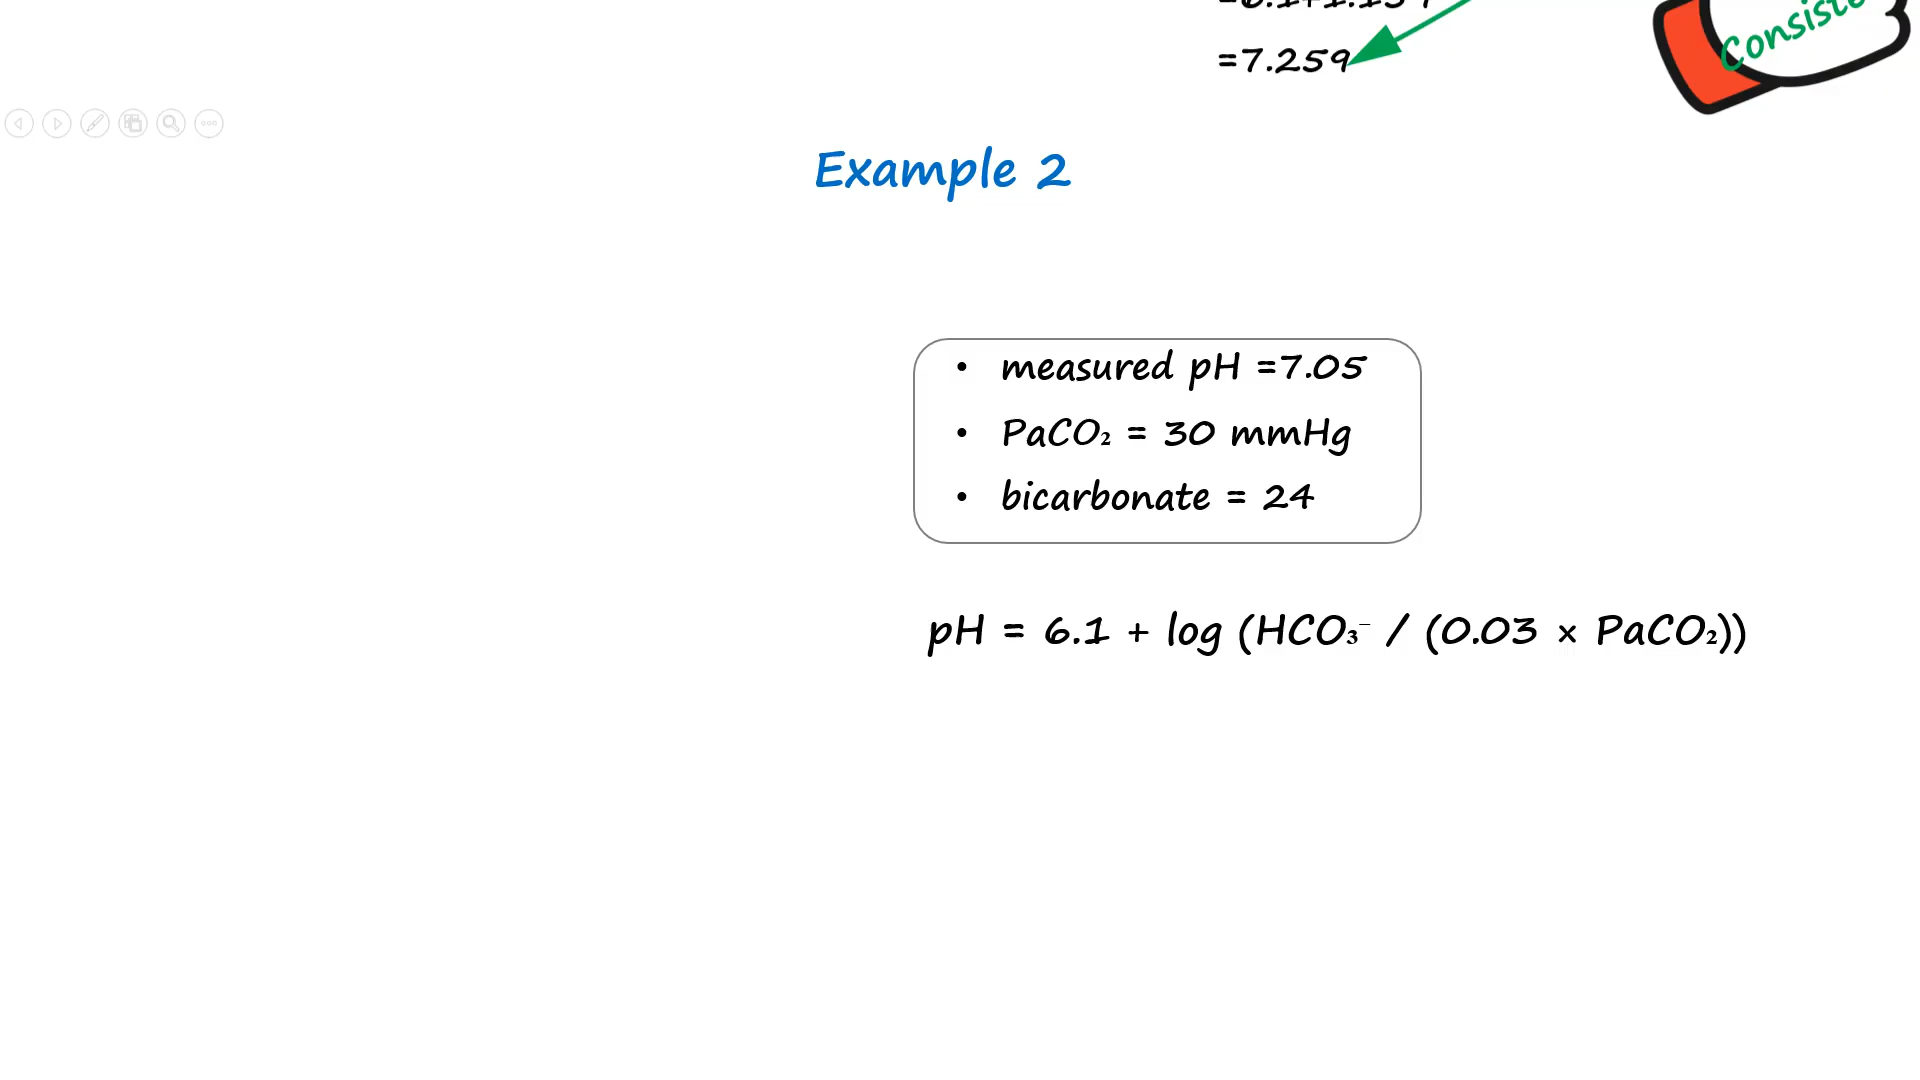 =7.259
Example 2
• measured pH =7.05
• PaCO₂ = 30 mmHg
• bicarbonate = 24
pH = 6.1 + log (HCO₃⁻ / (0.03 × PaCO₂))